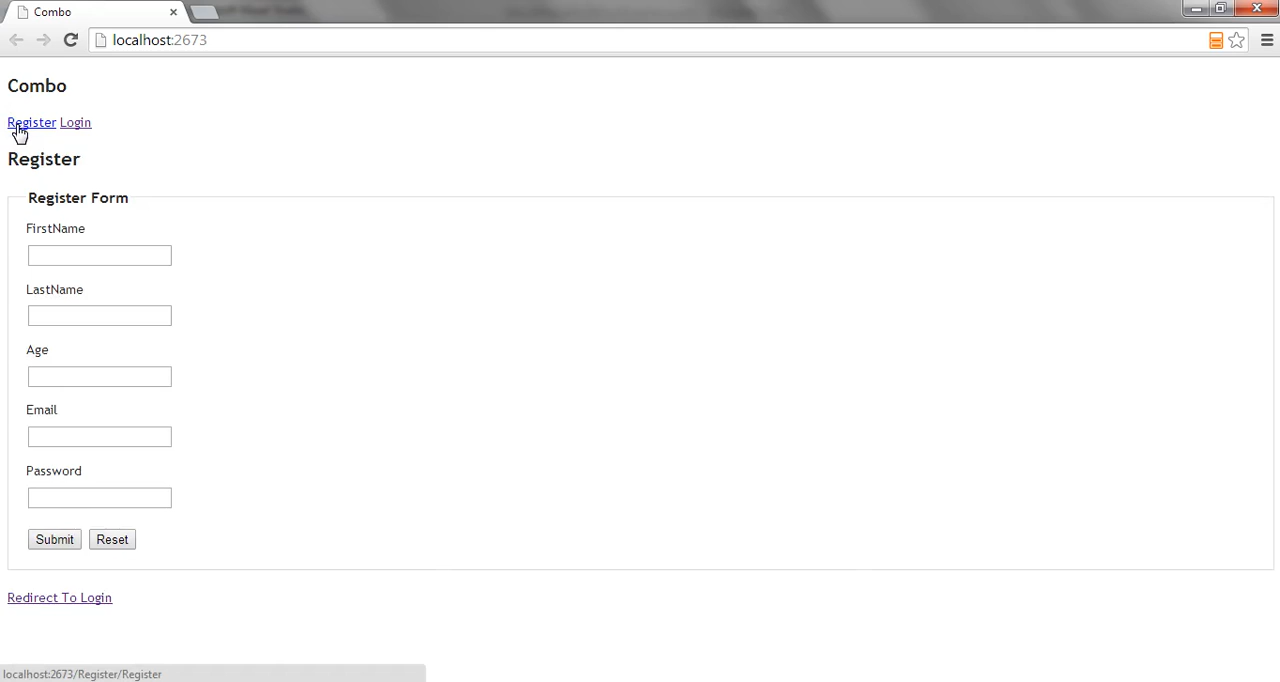 Combo
localhost:2673
Combo
Register Login
Register
Register Form
FirstName
LastName
Age
Email
Password
Submit Reset
Redirect To Login
localhost:2673/Register/Register